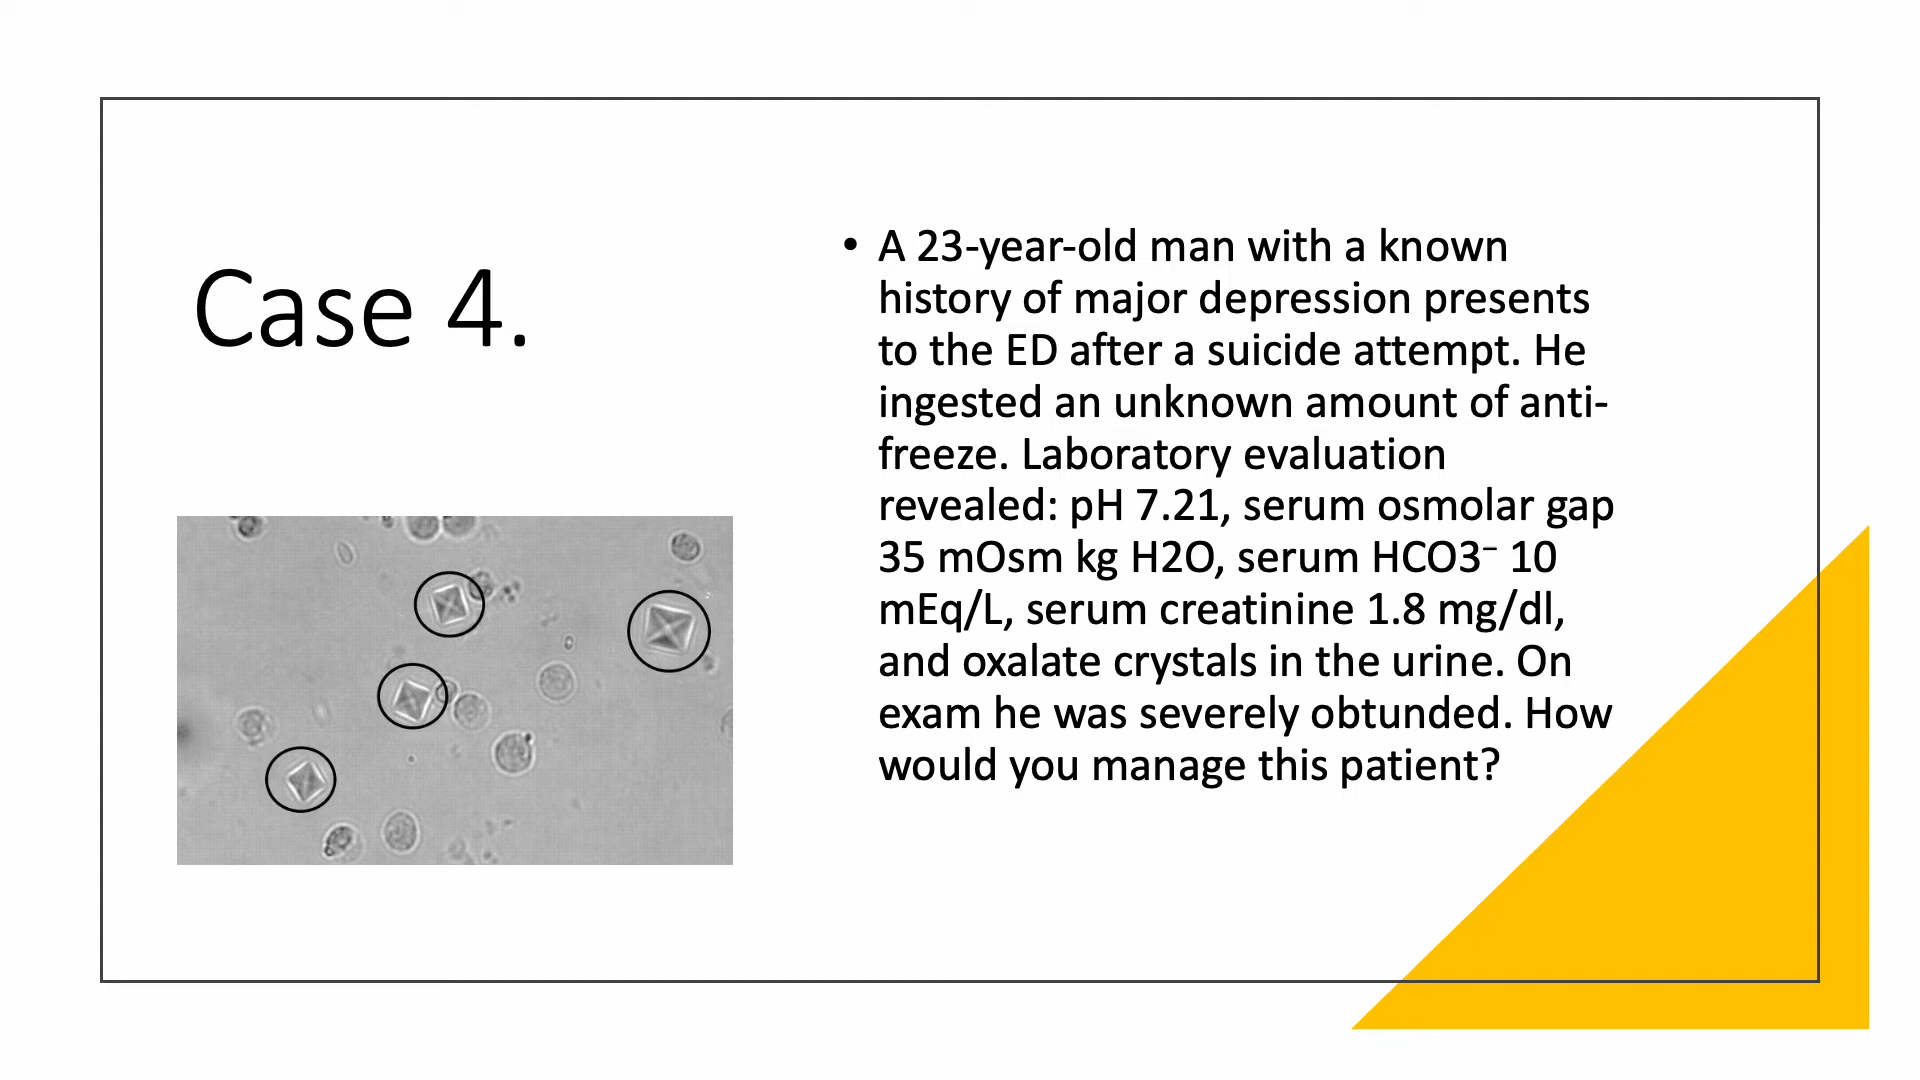 Case 4.
• A 23-year-old man with a known
history of major depression presents
to the ED after a suicide attempt. He
ingested an unknown amount of anti-
freeze. Laboratory evaluation
revealed: pH 7.21, serum osmolar gap
35 mOsm kg H2O, serum HCO3⁻ 10
mEq/L, serum creatinine 1.8 mg/dl,
and oxalate crystals in the urine. On
exam he was severely obtunded. How
would you manage this patient?